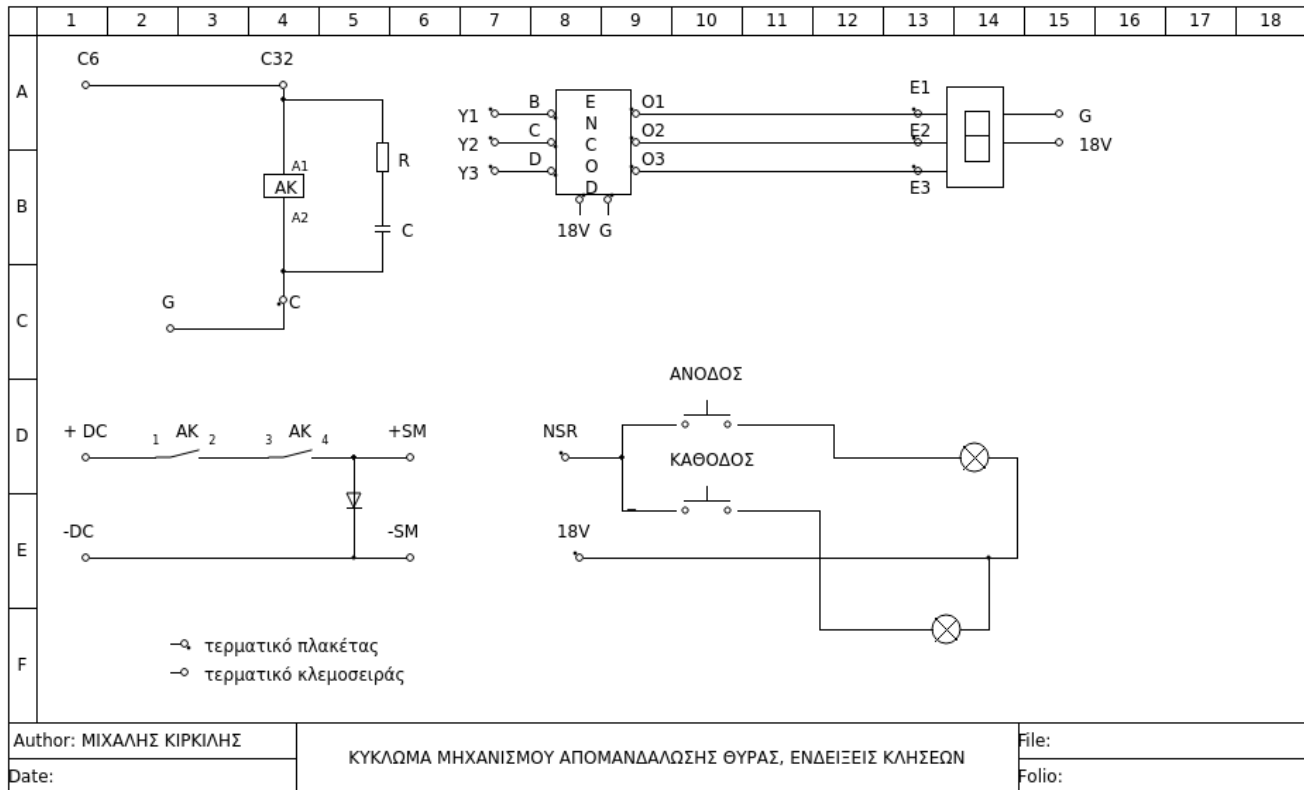 1 2 3 4 5 6 7 8 9 10 11 12 13 14 15 16 17 18
A
B
C
D
E
F
C6
C32
A1
AK
A2
R
C
G
C
Y1
Y2
Y3
B
C
D
E
N
C
O
D
O1
O2
O3
18V G
E1
E2
E3
G
18V
+ DC
1 AK 2
3 AK 4
+SM
-DC
-SM
NSR
ΑΝΟΔΟΣ
ΚΑΘΟΔΟΣ
18V
τερματικό πλακέτας
τερματικό κλεμοσειράς
Author: ΜΙΧΑΛΗΣ ΚΙΡΚΙΛΗΣ
Date:
ΚΥΚΛΩΜΑ ΜΗΧΑΝΙΣΜΟΥ ΑΠΟΜΑΝΔΑΛΩΣΗΣ ΘΥΡΑΣ, ΕΝΔΕΙΞΕΙΣ ΚΛΗΣΕΩΝ
File:
Folio: